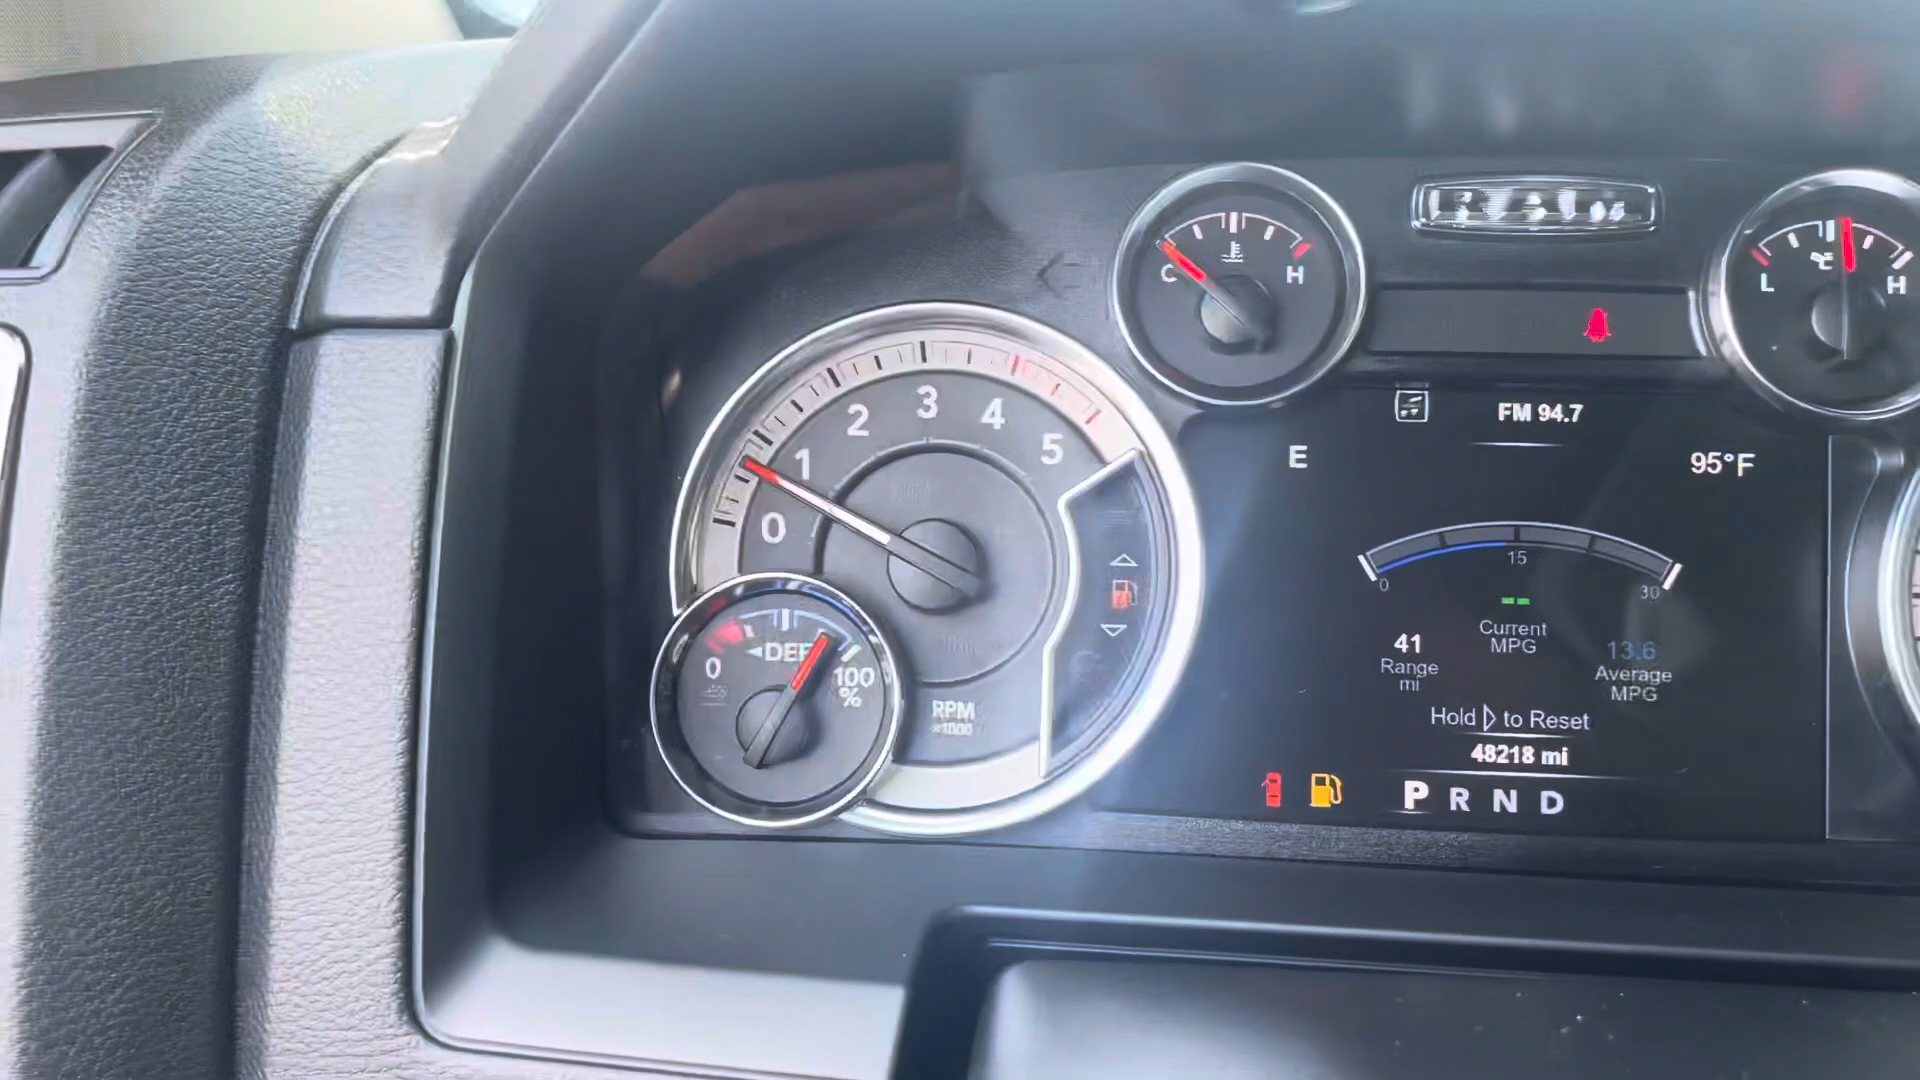 C H
L H
FM 94.7
E
95°F
0 1 2 3 4 5
0 15 30
Current
MPG
41
Range
mi
13.6
Average
MPG
◄DEF
0 100
%
RPM
x1000
Hold ▷ to Reset
48218 mi
P R N D